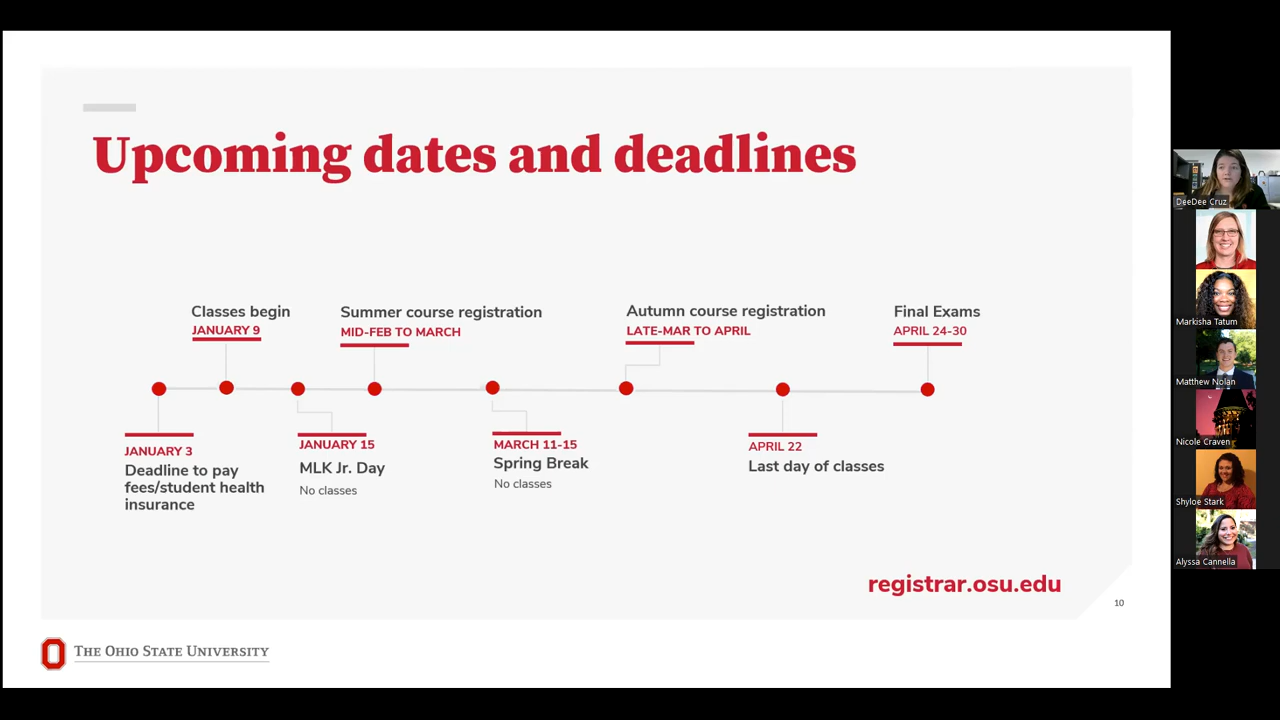 Upcoming dates and deadlines
Classes begin
JANUARY 9
Summer course registration
MID-FEB TO MARCH
Autumn course registration
LATE-MAR TO APRIL
Final Exams
APRIL 24-30
JANUARY 3
Deadline to pay
fees/student health
insurance
JANUARY 15
MLK Jr. Day
No classes
MARCH 11-15
Spring Break
No classes
APRIL 22
Last day of classes
registrar.osu.edu
10
THE OHIO STATE UNIVERSITY
DeeDee Cruz
Markisha Tatum
Matthew Nolan
Nicole Craven
Shyloe Stark
Alyssa Cannella